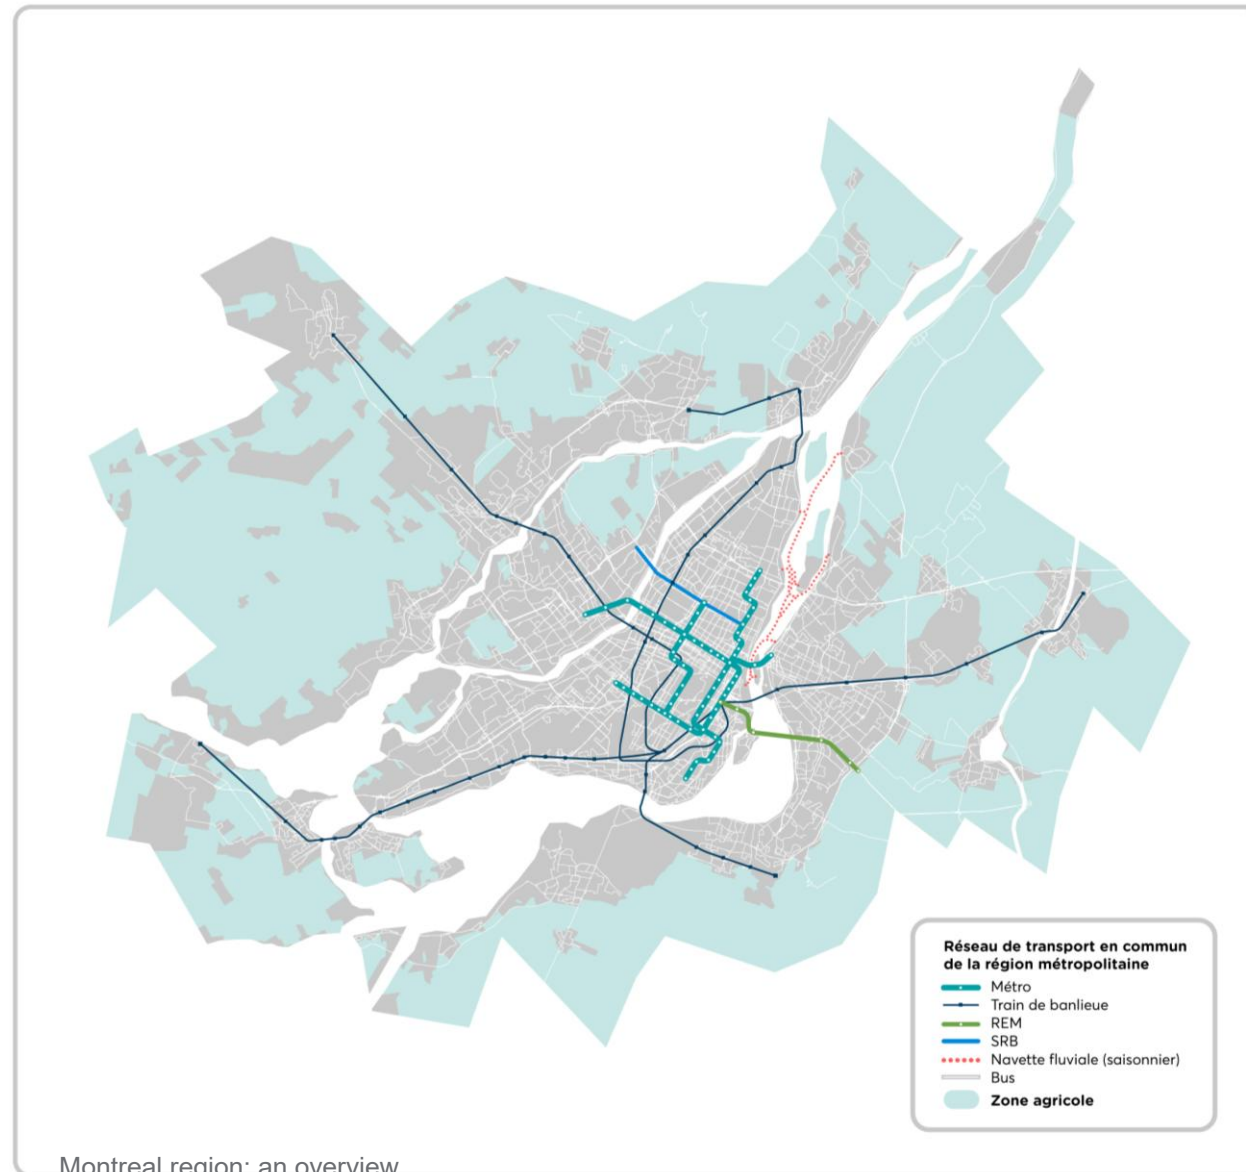 Réseau de transport en commun
de la région métropolitaine
Métro
Train de banlieue
REM
SRB
Navette fluviale (saisonnier)
Bus
Zone agricole
Montreal region: an overview